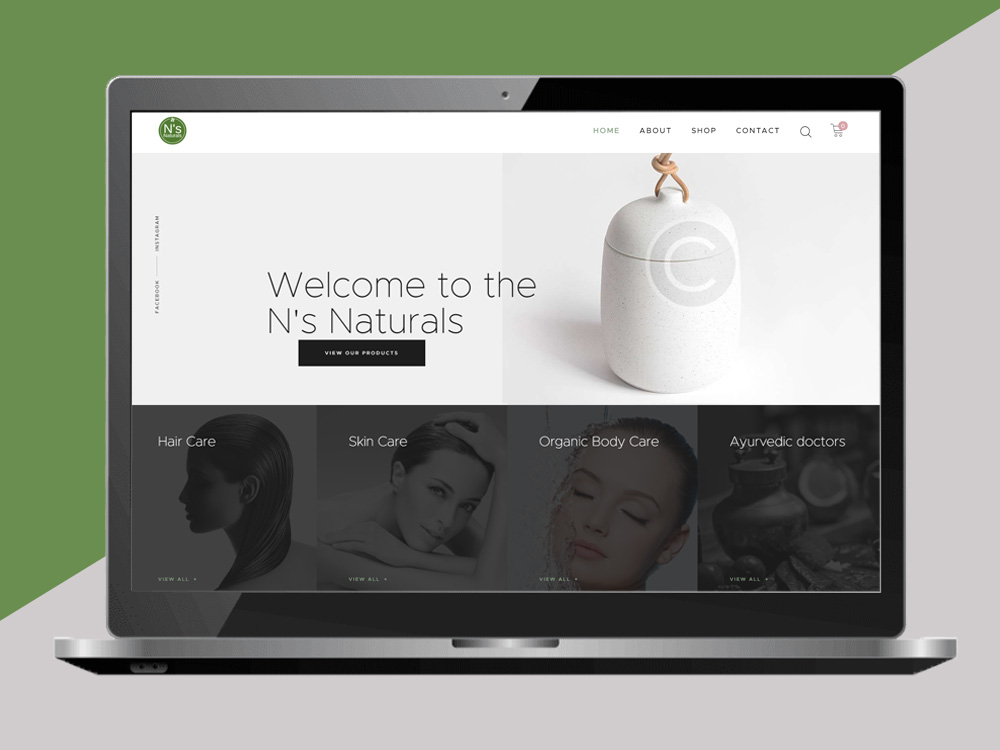 N's
Naturals
HOME ABOUT SHOP CONTACT
0
INSTAGRAM
FACEBOOK
Welcome to the
N's Naturals
VIEW OUR PRODUCTS
C
Hair Care
Skin Care
Organic Body Care
Ayurvedic doctors
VIEW ALL +
VIEW ALL +
VIEW ALL +
VIEW ALL +